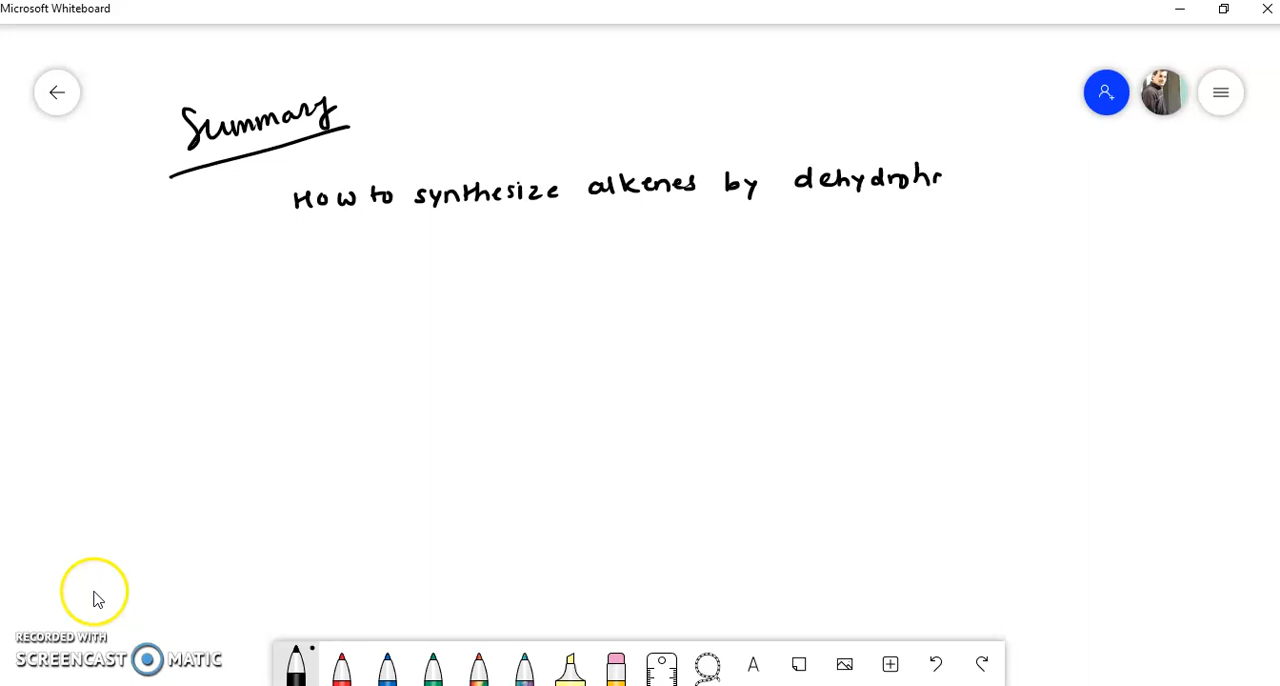 Microsoft Whiteboard
Summary
How to synthesize alkenes by dehydroh
RECORDED WITH
SCREENCAST MATIC